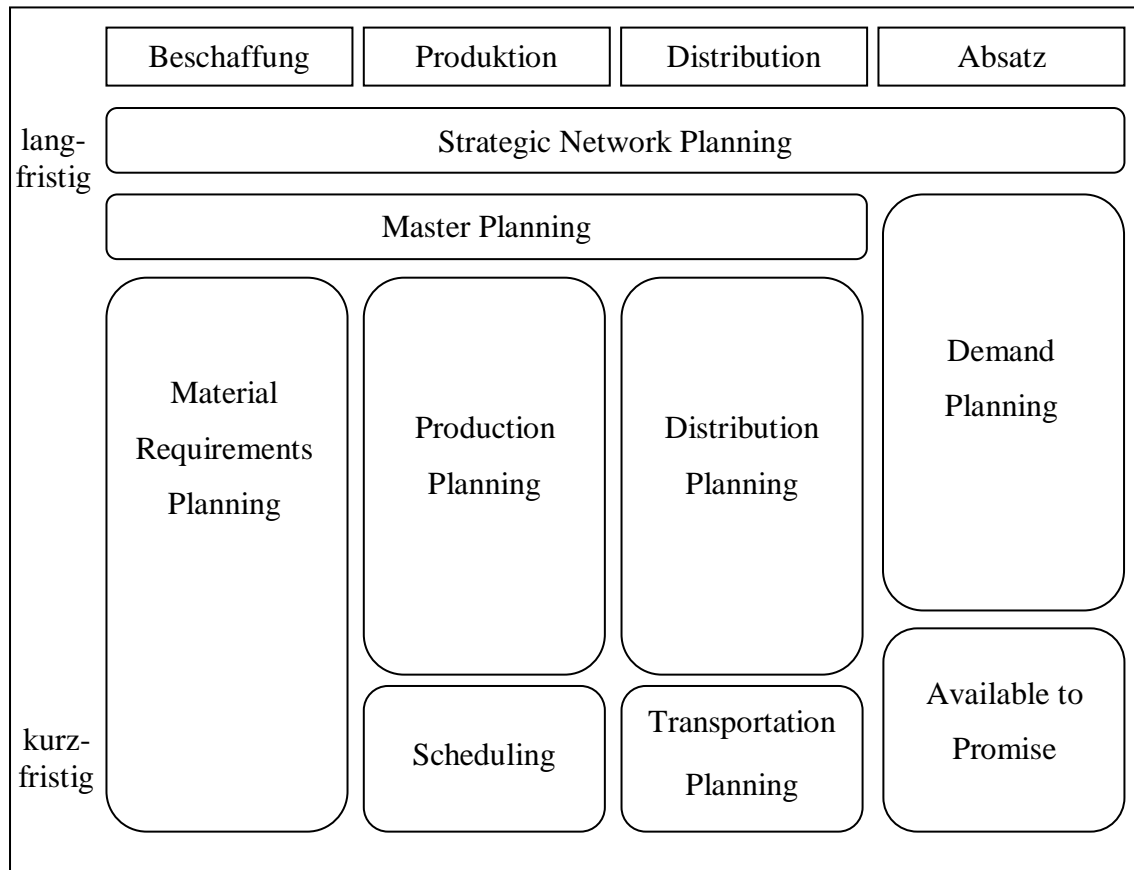 Beschaffung
Produktion
Distribution
Absatz
lang-
fristig
Strategic Network Planning
Master Planning
Material
Requirements
Planning
Production
Planning
Distribution
Planning
Demand
Planning
kurz-
fristig
Scheduling
Transportation
Planning
Available to
Promise